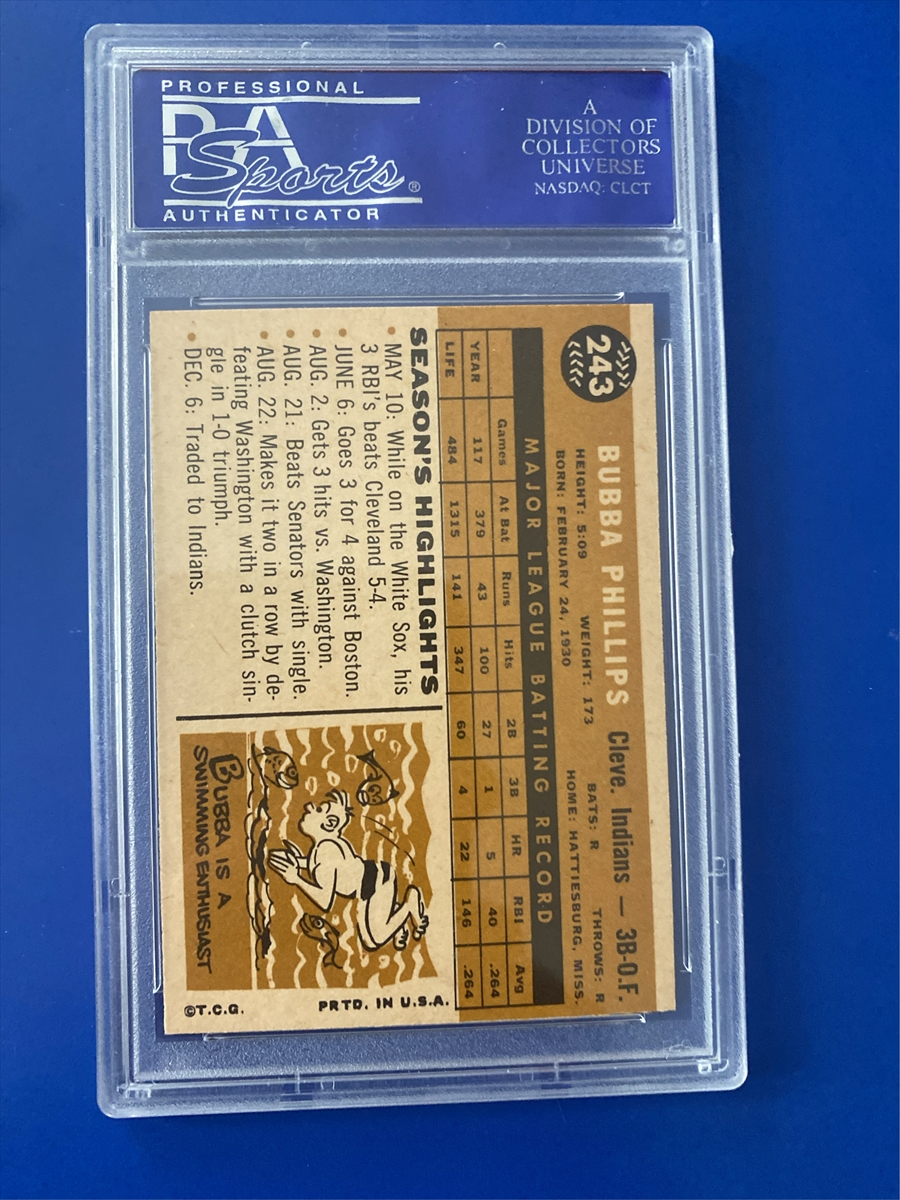 PROFESSIONAL
PSA
Sports®
AUTHENTICATOR
A
DIVISION OF
COLLECTORS
UNIVERSE
NASDAQ: CLCT
243
BUBBA PHILLIPS Cleve. Indians — 3B-O.F.
HEIGHT: 5:09 WEIGHT: 173 BATS: R THROWS: R
BORN: FEBRUARY 24, 1930 HOME: HATTIESBURG, MISS.
MAJOR LEAGUE BATTING RECORD
Games At Bat Runs Hits 2B 3B HR RBI Avg
YEAR 117 379 43 100 27 1 5 40 .264
LIFE 484 1315 141 347 60 4 22 146 .264
SEASON'S HIGHLIGHTS
• MAY 10: While on the White Sox, his
3 RBI's beats Cleveland 5-4.
• JUNE 6: Goes 3 for 4 against Boston.
• AUG. 2: Gets 3 hits vs. Washington.
• AUG. 21: Beats Senators with single.
• AUG. 22: Makes it two in a row by de-
feating Washington with a clutch sin-
gle in 1-0 triumph.
• DEC. 6: Traded to Indians.
BUBBA IS A
SWIMMING ENTHUSIAST
©T.C.G. PRTD. IN U.S.A.